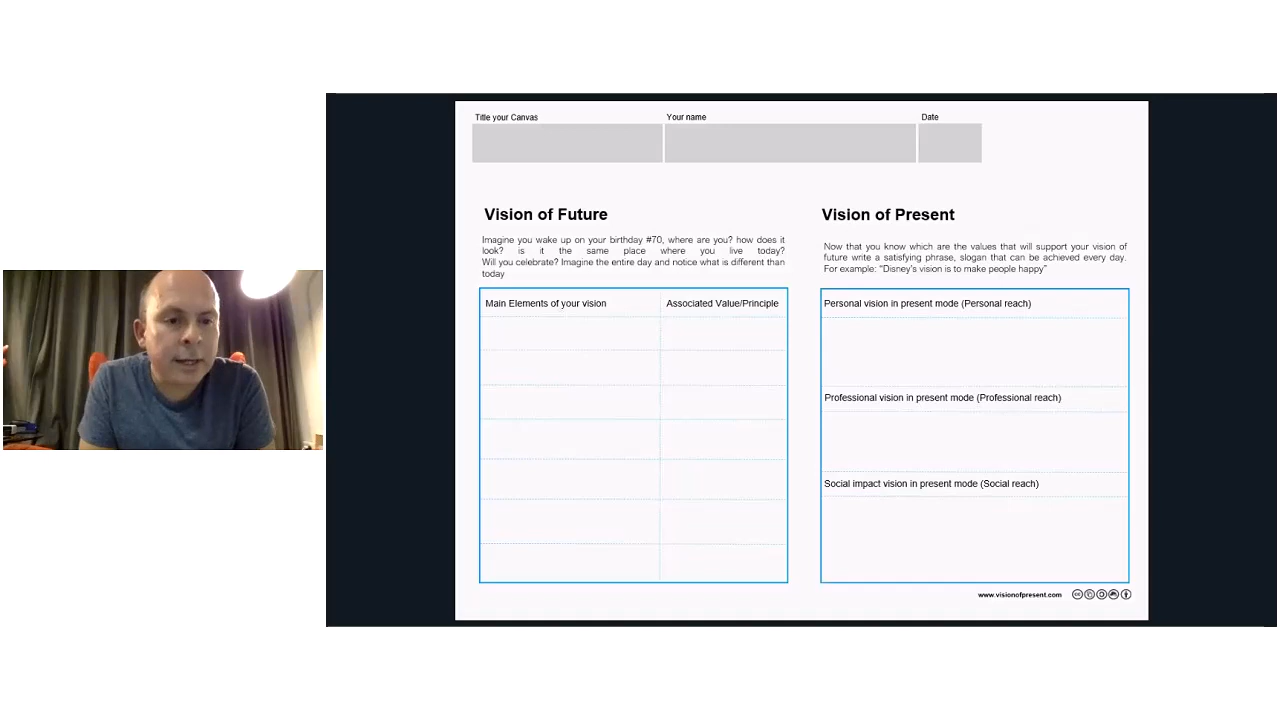 Title your Canvas
Your name
Date
Vision of Future
Imagine you wake up on your birthday #70, where are you? how does it
look? is it the same place where you live today?
Will you celebrate? Imagine the entire day and notice what is different than
today
Main Elements of your vision
Associated Value/Principle
Vision of Present
Now that you know which are the values that will support your vision of
future write a satisfying phrase, slogan that can be achieved every day.
For example: “Disney's vision is to make people happy”
Personal vision in present mode (Personal reach)
Professional vision in present mode (Professional reach)
Social impact vision in present mode (Social reach)
www.visionofpresent.com